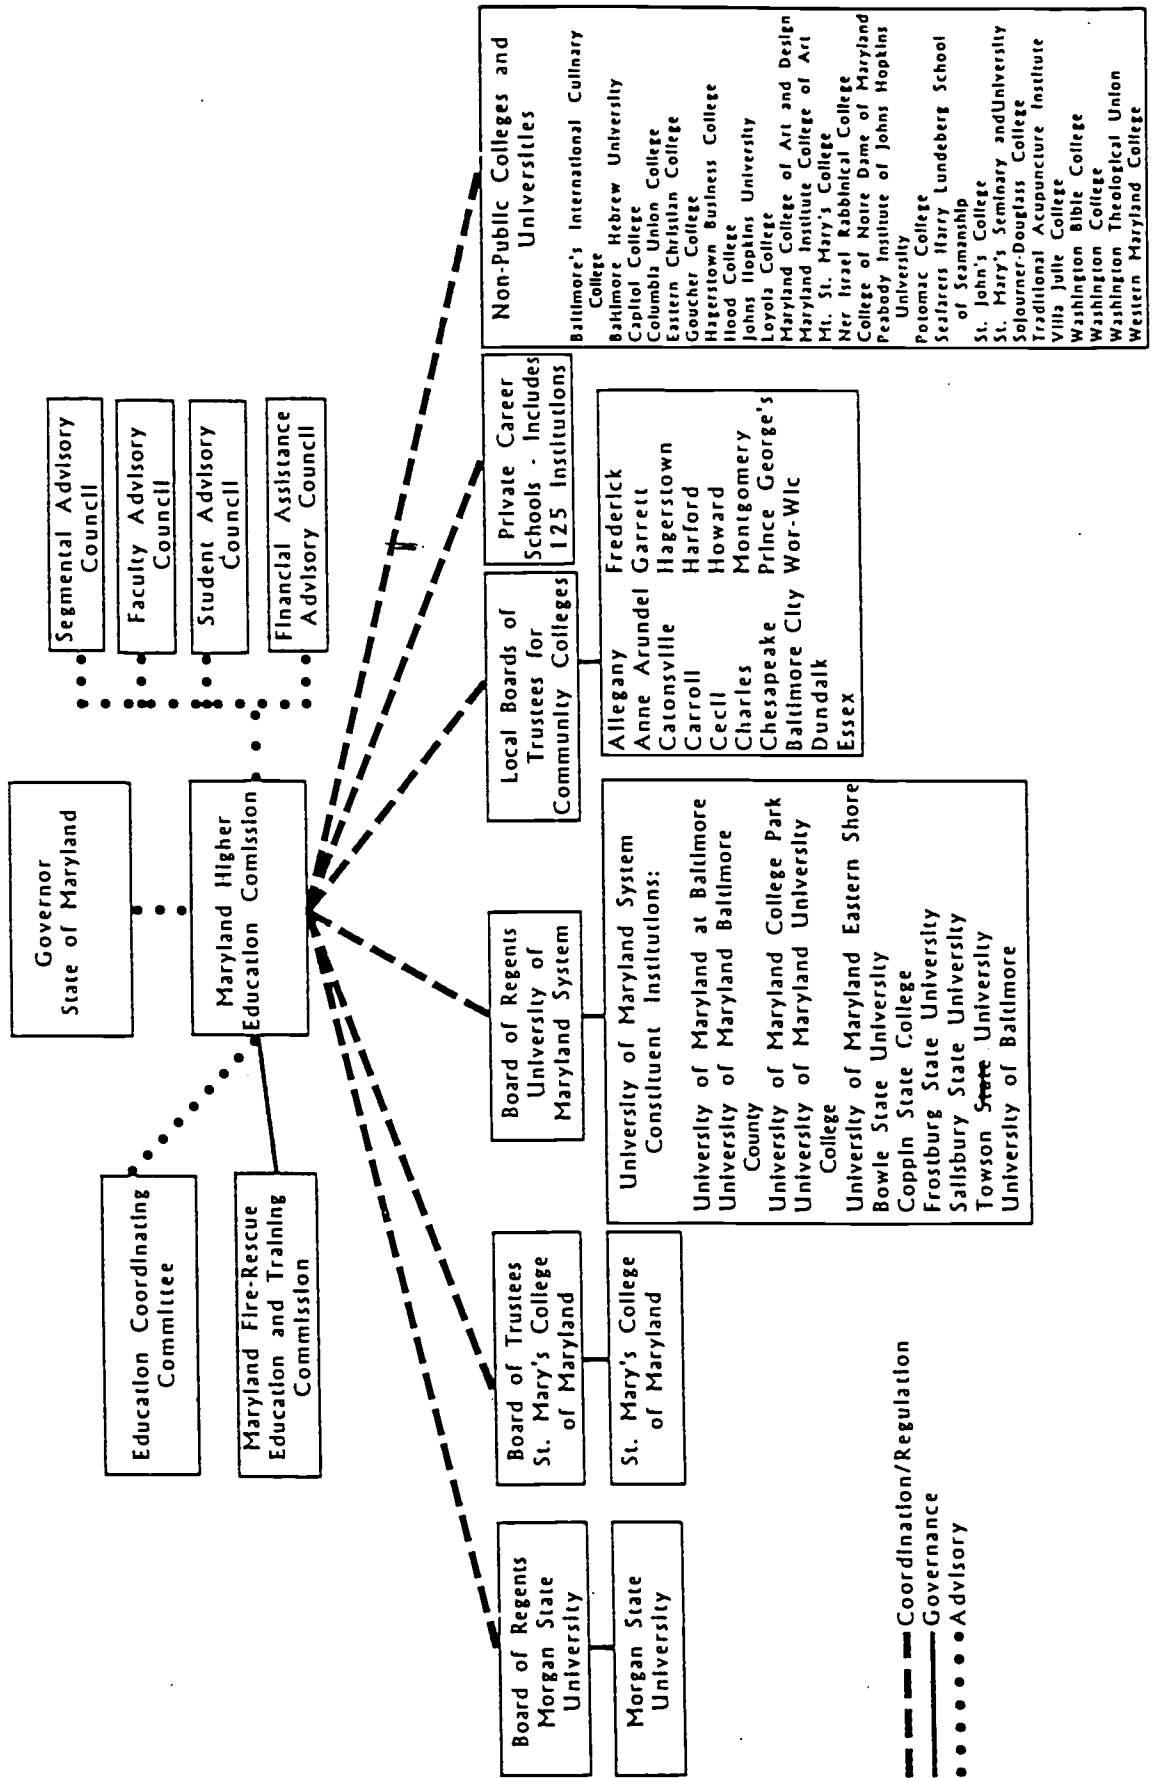 Governor
State of Maryland
Maryland Higher
Education Comission
Education Coordinating
Committee
Maryland Fire-Rescue
Education and Training
Commission
Segmental Advisory
Council
Faculty Advisory
Council
Student Advisory
Council
Financial Assistance
Advisory Council
Board of Regents
Morgan State
University
Morgan State
University
Board of Trustees
St. Mary's College
of Maryland
St. Mary's College
of Maryland
Board of Regents
University of
Maryland System
University of Maryland System
Constituent Institutions:
University of Maryland at Baltimore
University of Maryland Baltimore
County
University of Maryland College Park
University of Maryland University
College
University of Maryland Eastern Shore
Bowie State University
Coppin State College
Frostburg State University
Salisbury State University
Towson State University
University of Baltimore
Local Boards of
Trustees for
Community Colleges
Allegany Frederick
Anne Arundel Garrett
Catonsville Hagerstown
Carroll Harford
Cecil Howard
Charles Montgomery
Chesapeake Prince George's
Baltimore City Wor-Wic
Dundalk
Essex
Private Career
Schools - Includes
125 Institutions
Non-Public Colleges and
Universities
Baltimore's International Culinary
College
Baltimore Hebrew University
Capitol College
Columbia Union College
Eastern Christian College
Goucher College
Hagerstown Business College
Hood College
Johns Hopkins University
Loyola College
Maryland College of Art and Design
Maryland Institute College of Art
Mt. St. Mary's College
Ner Israel Rabbinical College
College of Notre Dame of Maryland
Peabody Institute of Johns Hopkins
University
Potomac College
Seafarers Harry Lundeberg School
of Seamanship
St. John's College
St. Mary's Seminary andUniversity
Sojourner-Douglass College
Traditional Acupuncture Institute
Villa Julie College
Washington Bible College
Washington College
Washington Theological Union
Western Maryland College
Coordination/Regulation
Governance
Advisory